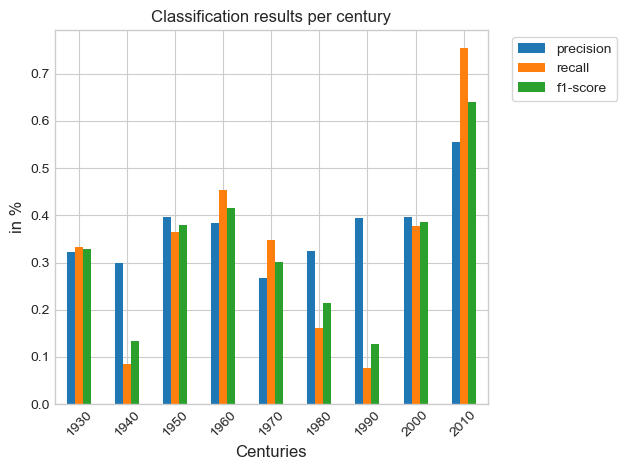 Classification results per century
precision
recall
f1-score
in %
0.7
0.6
0.5
0.4
0.3
0.2
0.1
0.0
1930 1940 1950 1960 1970 1980 1990 2000 2010
Centuries